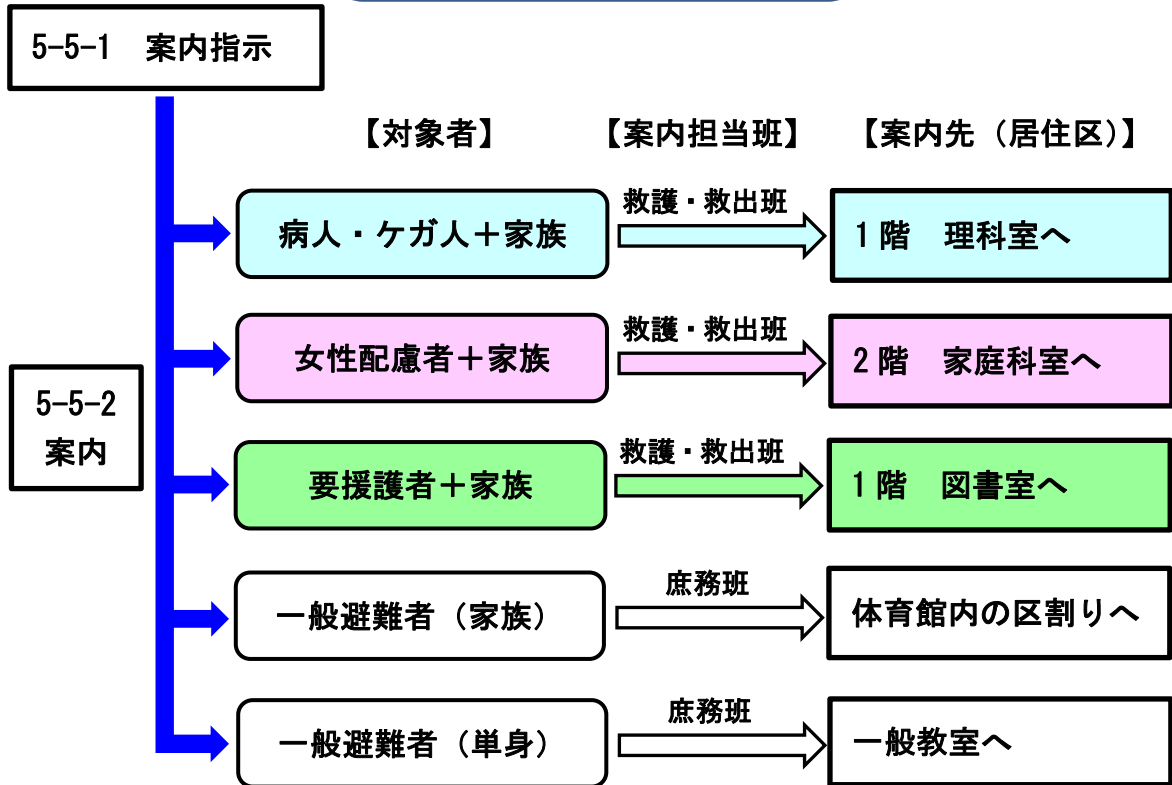 5-5-1 案内指示
【対象者】 【案内担当班】 【案内先（居住区）】
病人・ケガ人＋家族 救護・救出班 1階 理科室へ
女性配慮者＋家族 救護・救出班 2階 家庭科室へ
5-5-2
案内
要援護者＋家族 救護・救出班 1階 図書室へ
一般避難者（家族） 庶務班 体育館内の区割りへ
一般避難者（単身） 庶務班 一般教室へ